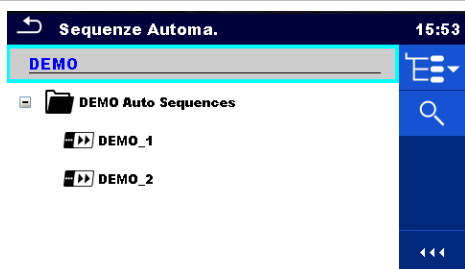 Sequenze Automa. 15:53
DEMO
DEMO Auto Sequences
DEMO_1
DEMO_2